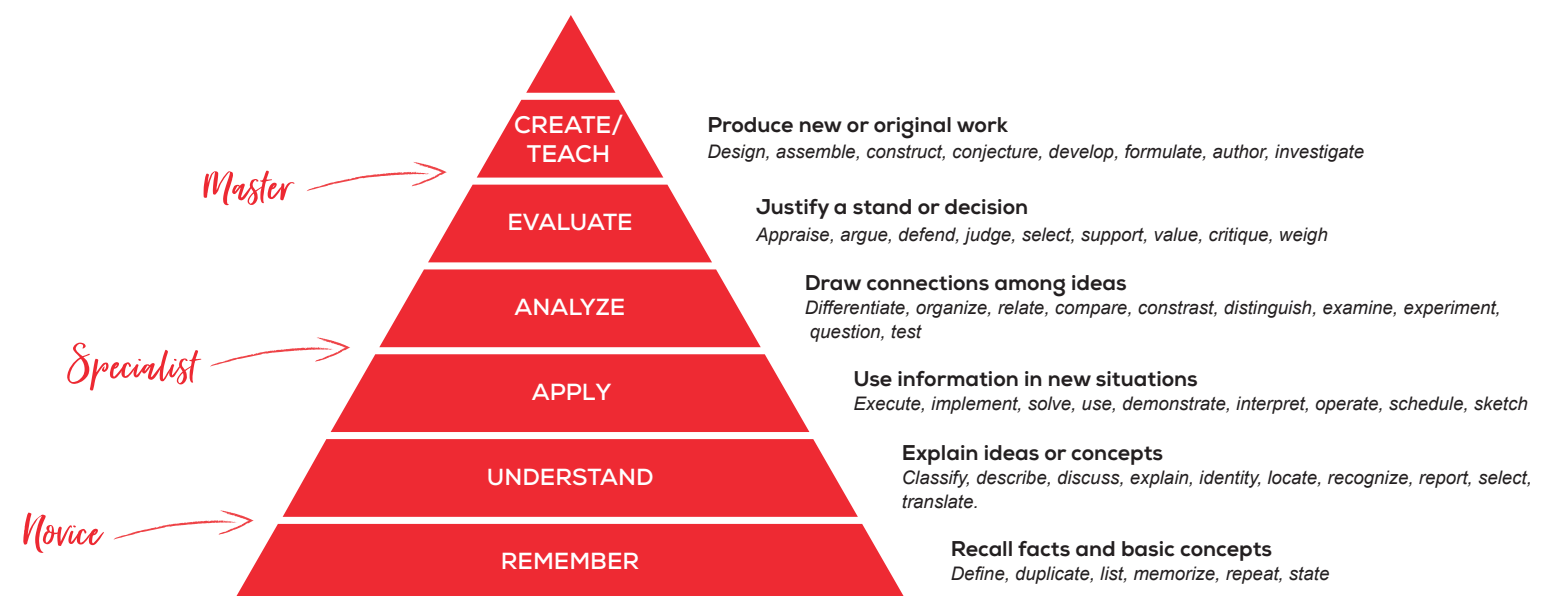 CREATE/
TEACH
Produce new or original work
Design, assemble, construct, conjecture, develop, formulate, author, investigate
Master
EVALUATE
Justify a stand or decision
Appraise, argue, defend, judge, select, support, value, critique, weigh
ANALYZE
Draw connections among ideas
Differentiate, organize, relate, compare, constrast, distinguish, examine, experiment,
question, test
Specialist
APPLY
Use information in new situations
Execute, implement, solve, use, demonstrate, interpret, operate, schedule, sketch
UNDERSTAND
Explain ideas or concepts
Classify, describe, discuss, explain, identity, locate, recognize, report, select,
translate.
Novice
REMEMBER
Recall facts and basic concepts
Define, duplicate, list, memorize, repeat, state